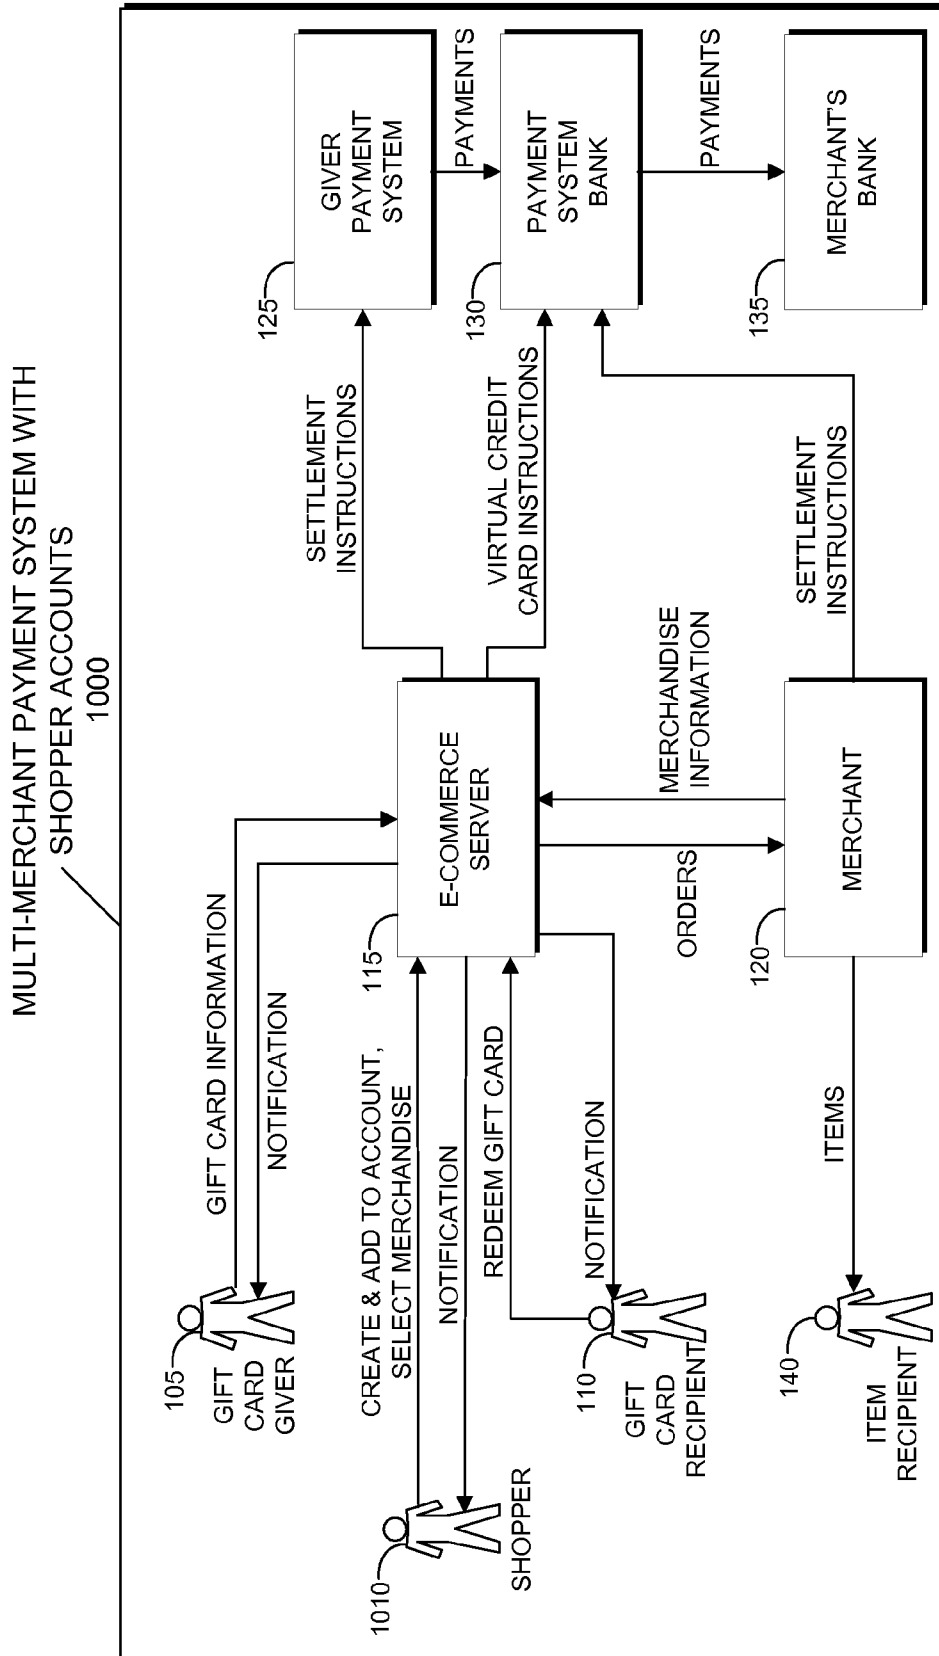 MULTI-MERCHANT PAYMENT SYSTEM WITH
SHOPPER ACCOUNTS
1000
105
GIFT
CARD
GIVER
GIFT CARD INFORMATION
NOTIFICATION
1010
SHOPPER
CREATE & ADD TO ACCOUNT,
SELECT MERCHANDISE
NOTIFICATION
110
GIFT
CARD
RECIPIENT
REDEEM GIFT CARD
NOTIFICATION
140
ITEM
RECIPIENT
ITEMS
115
E-COMMERCE
SERVER
ORDERS
MERCHANDISE
INFORMATION
120
MERCHANT
SETTLEMENT
INSTRUCTIONS
VIRTUAL CREDIT
CARD INSTRUCTIONS
SETTLEMENT
INSTRUCTIONS
125
GIVER
PAYMENT
SYSTEM
PAYMENTS
130
PAYMENT
SYSTEM
BANK
PAYMENTS
135
MERCHANT'S
BANK